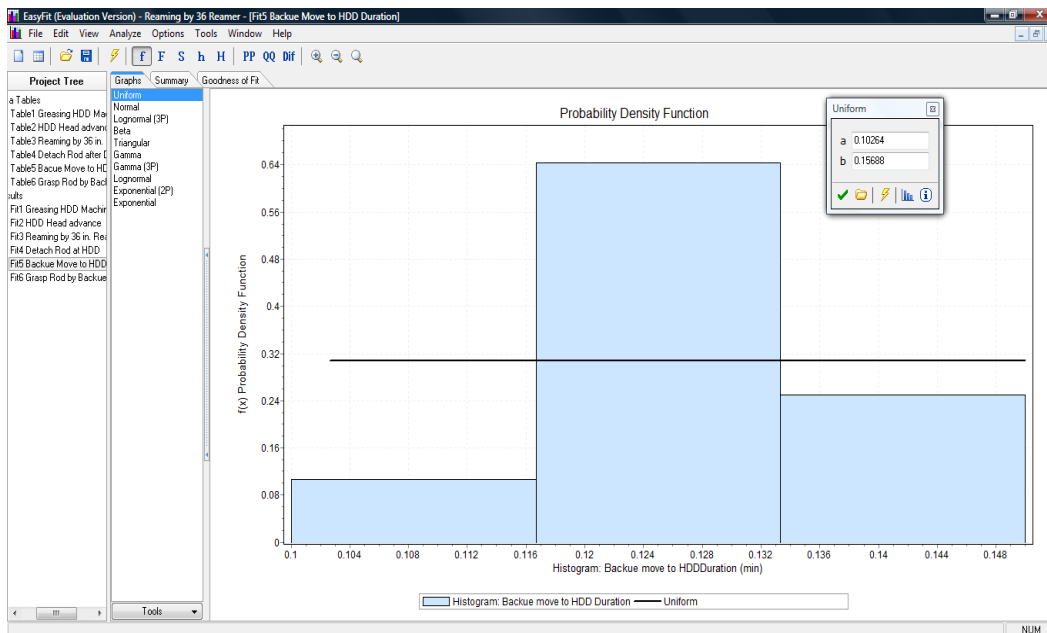 EasyFit (Evaluation Version) - Reaming by 36 Reamer - [Fit5 Backue Move to HDD Duration]
File Edit View Analyze Options Tools Window Help
f F S h H PP QQ Dif
Project Tree
Graphs Summary Goodness of Fit
a Tables
Table1 Greasing HDD Ma
Table2 HDD Head advanc
Table3 Reaming by 36 in.
Table4 Detach Rod after D
Table5 Bacue Move to HD
Table6 Grasp Rod by Back
sults
Fit1 Greasing HDD Machin
Fit2 HDD Head advance
Fit3 Reaming by 36 in. Rea
Fit4 Detach Rod at HDD
Fit5 Backue Move to HDD
Fit6 Grasp Rod by Backue
Uniform
Normal
Lognormal (3P)
Beta
Triangular
Gamma
Gamma (3P)
Lognormal
Exponential (2P)
Exponential
Tools
Probability Density Function
Uniform
a 0.10264
b 0.15688
f(x) Probability Density Function
0.64
0.56
0.48
0.4
0.32
0.24
0.16
0.08
0
0.1 0.104 0.108 0.112 0.116 0.12 0.124 0.128 0.132 0.136 0.14 0.144 0.148
Histogram: Backue move to HDDDuration (min)
Histogram: Backue move to HDD Duration Uniform
NUM